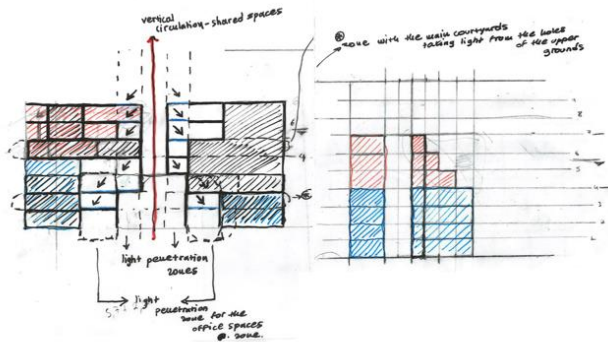 vertical
circulation-shared spaces
zone with the main courtyards
taking light from the holes
of the upper
grounds
light penetration
zones
light
penetration
zone for the
office spaces
zone.